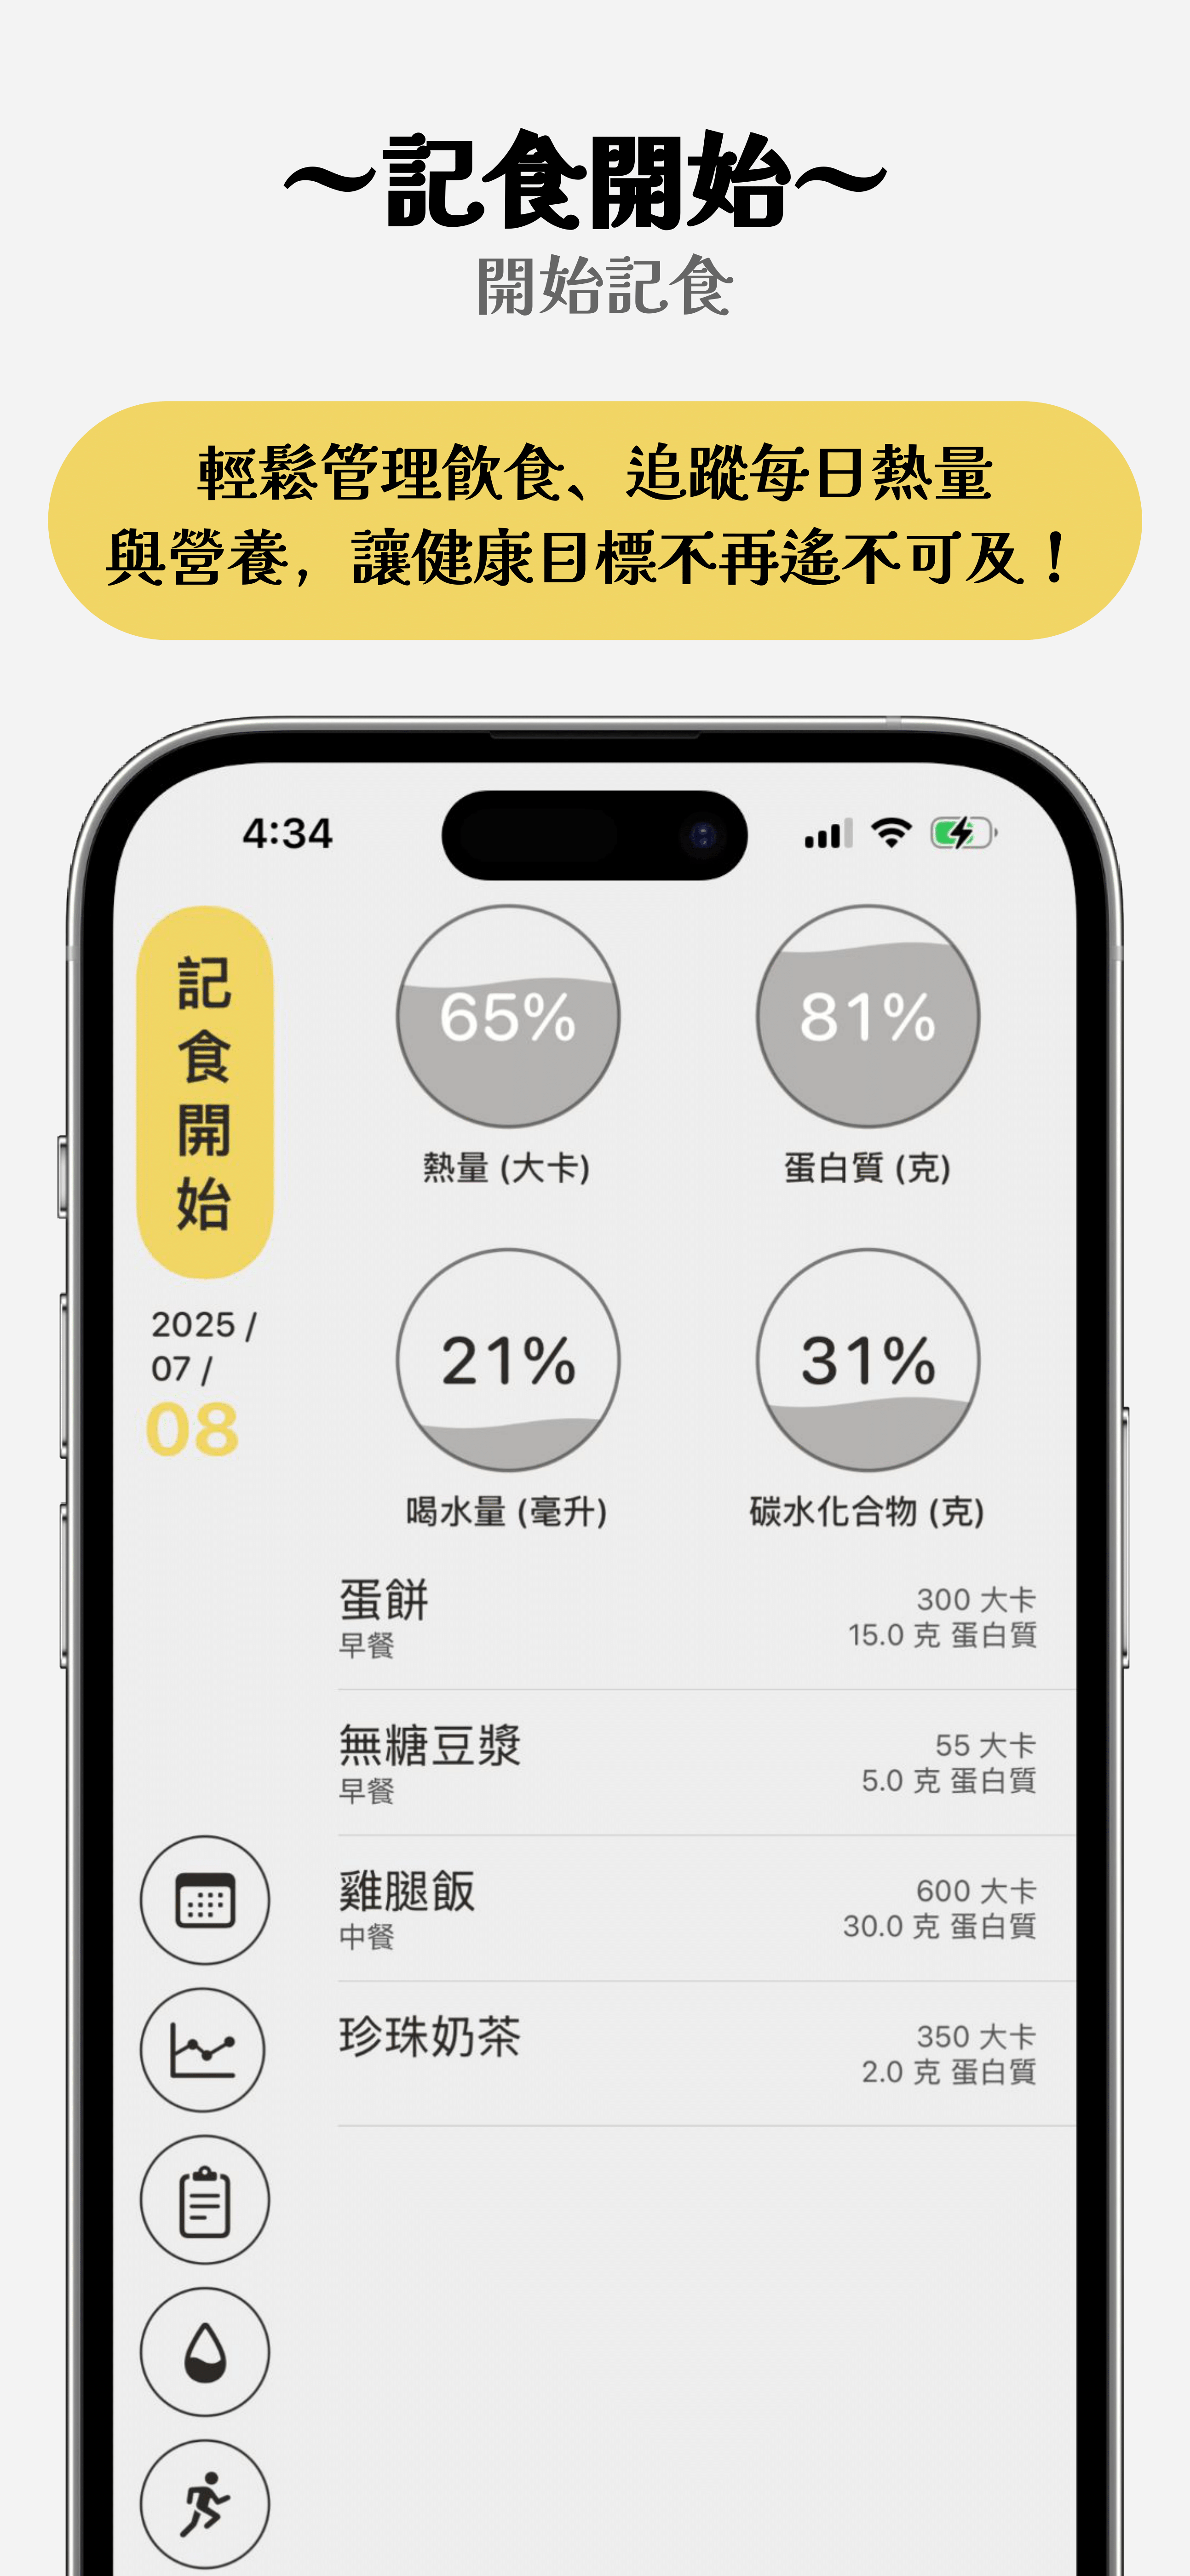 ～記食開始～
開始記食
輕鬆管理飲食、追蹤每日熱量
與營養，讓健康目標不再遙不可及！
4:34
記
食
開
始
2025 /
07 /
08
65%
81%
熱量 (大卡)
蛋白質 (克)
21%
31%
喝水量 (毫升)
碳水化合物 (克)
蛋餅
早餐
300 大卡
15.0 克 蛋白質
無糖豆漿
早餐
55 大卡
5.0 克 蛋白質
雞腿飯
中餐
600 大卡
30.0 克 蛋白質
珍珠奶茶
350 大卡
2.0 克 蛋白質